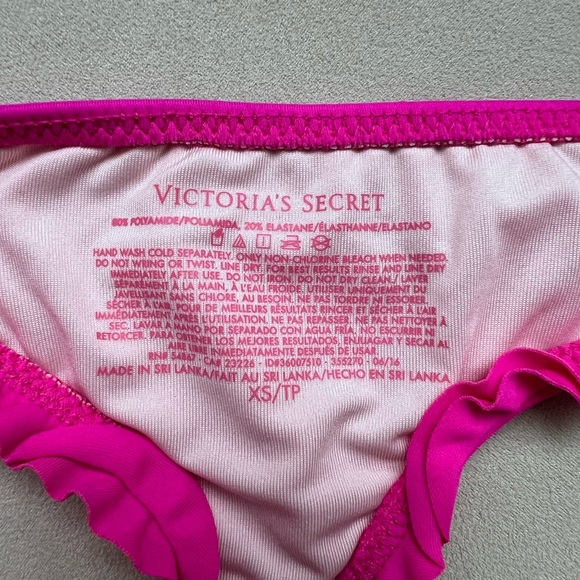 VICTORIA'S SECRET
80% POLYAMIDE/POLIAMIDA, 20% ELASTANE/ÉLASTHANNE/ELASTANO
HAND WASH COLD SEPARATELY. ONLY NON-CHLORINE BLEACH WHEN NEEDED.
DO NOT WRING OR TWIST. LINE DRY. FOR BEST RESULTS RINSE AND LINE DRY
IMMEDIATELY AFTER USE. DO NOT IRON. DO NOT DRY CLEAN./ LAVER
SÉPARÉMENT À LA MAIN, À L'EAU FROIDE UTILISER UNIQUEMENT DU
JAVELLISANT SANS CHLORE, AU BESOIN. NE PAS TORDRE NI ESSORER.
SÉCHER À L'AIR. POUR DE MEILLEURS RÉSULTATS RINCER ET SÉCHER À L'AIR
IMMÉDIATEMENT APRÈS L'UTILISATION. NE PAS REPASSER. NE PAS NETTOYER À
SEC. LAVAR A MANO POR SEPARADO CON AGUA FRÍA. NO ESCURRIR NI
RETORCER. PARA OBTENER LOS MEJORES RESULTADOS, ENJUAGAR Y SECAR AL
AIRE LIBRE INMEDIATAMENTE DESPUÉS DE USAR.
RN# 54867 - CA# 23226 - DI#36007510 - 355270 - 06/16
MADE IN SRI LANKA/FAIT AU SRI LANKA/HECHO EN SRI LANKA
XS/TP